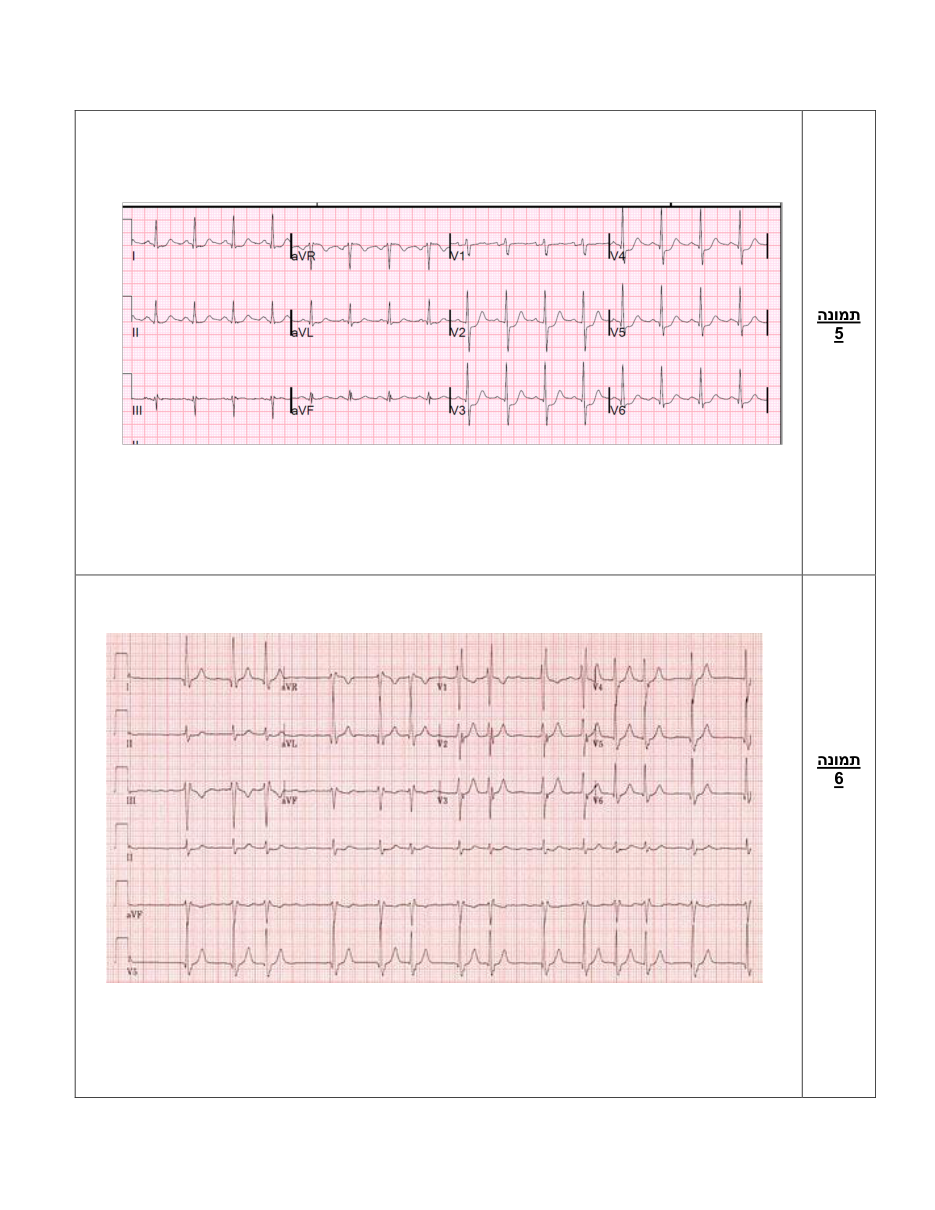 תמונה
5
I aVR V1 V4
II aVL V2 V5
III aVF V3 V6
II
תמונה
6
I aVR V1 V4
II aVL V2 V5
III aVF V3 V6
II
aVF
V5